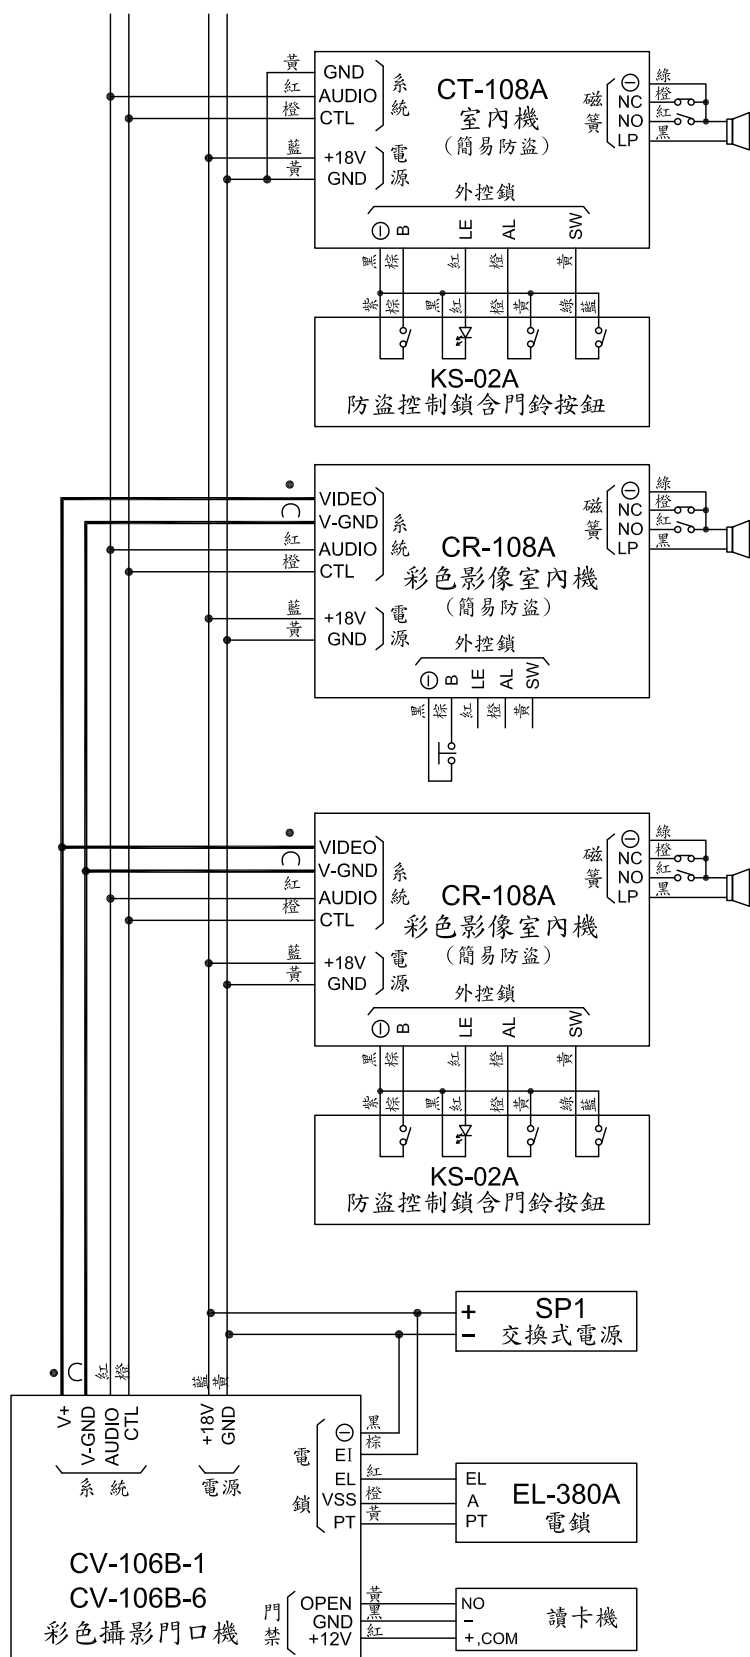 黃 GND
紅 AUDIO
橙 CTL
系統
藍 +18V
黃 GND
電源
CT-108A
室內機
(簡易防盜)
磁簧
⊖ 綠
NC 橙
NO 紅
LP 黑
外控鎖
⊖ B LE AL SW
黑 棕 紅 橙 黃
紫 棕 黑 紅 橙 黃 綠 藍
KS-02A
防盜控制鎖含門鈴按鈕
VIDEO
V-GND
紅 AUDIO
橙 CTL
系統
藍 +18V
黃 GND
電源
CR-108A
彩色影像室內機
(簡易防盜)
磁簧
⊖ 綠
NC 橙
NO 紅
LP 黑
外控鎖
⊖ B LE AL SW
黑 棕 紅 橙 黃
VIDEO
V-GND
紅 AUDIO
橙 CTL
系統
藍 +18V
黃 GND
電源
CR-108A
彩色影像室內機
(簡易防盜)
磁簧
⊖ 綠
NC 橙
NO 紅
LP 黑
外控鎖
⊖ B LE AL SW
黑 棕 紅 橙 黃
紫 棕 黑 紅 橙 黃 綠 藍
KS-02A
防盜控制鎖含門鈴按鈕
+ SP1
− 交換式電源
紅 橙 藍 黃
V+ V-GND AUDIO CTL +18V GND
系統 電源
電鎖
⊖ 黑
EI 棕
EL 紅 EL
VSS 橙 A
PT 黃 PT
EL-380A
電鎖
CV-106B-1
CV-106B-6
彩色攝影門口機
門禁
OPEN 黃 NO
GND 黑 −
+12V 紅 +,COM
讀卡機